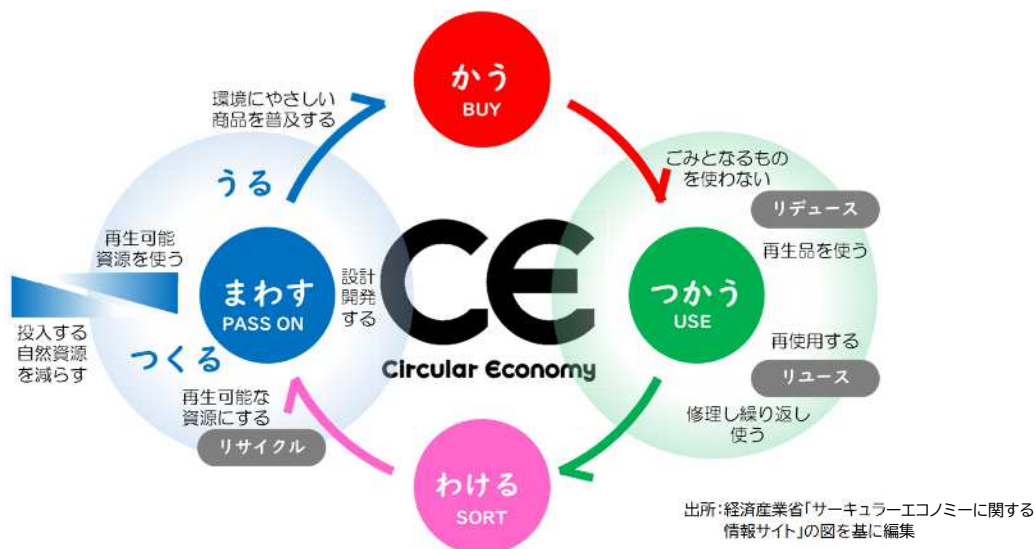 かう
BUY
環境にやさしい
商品を普及する
うる
ごみとなるもの
を使わない
リデュース
再生可能
資源を使う
まわす
PASS ON
設計
開発
する
CE
Circular Economy
つかう
USE
再生品を使う
投入する
自然資源
を減らす
つくる
再使用する
リユース
再生可能な
資源にする
リサイクル
修理し繰り返し
使う
わける
SORT
出所:経済産業省「サーキュラーエコノミーに関する
情報サイト」の図を基に編集